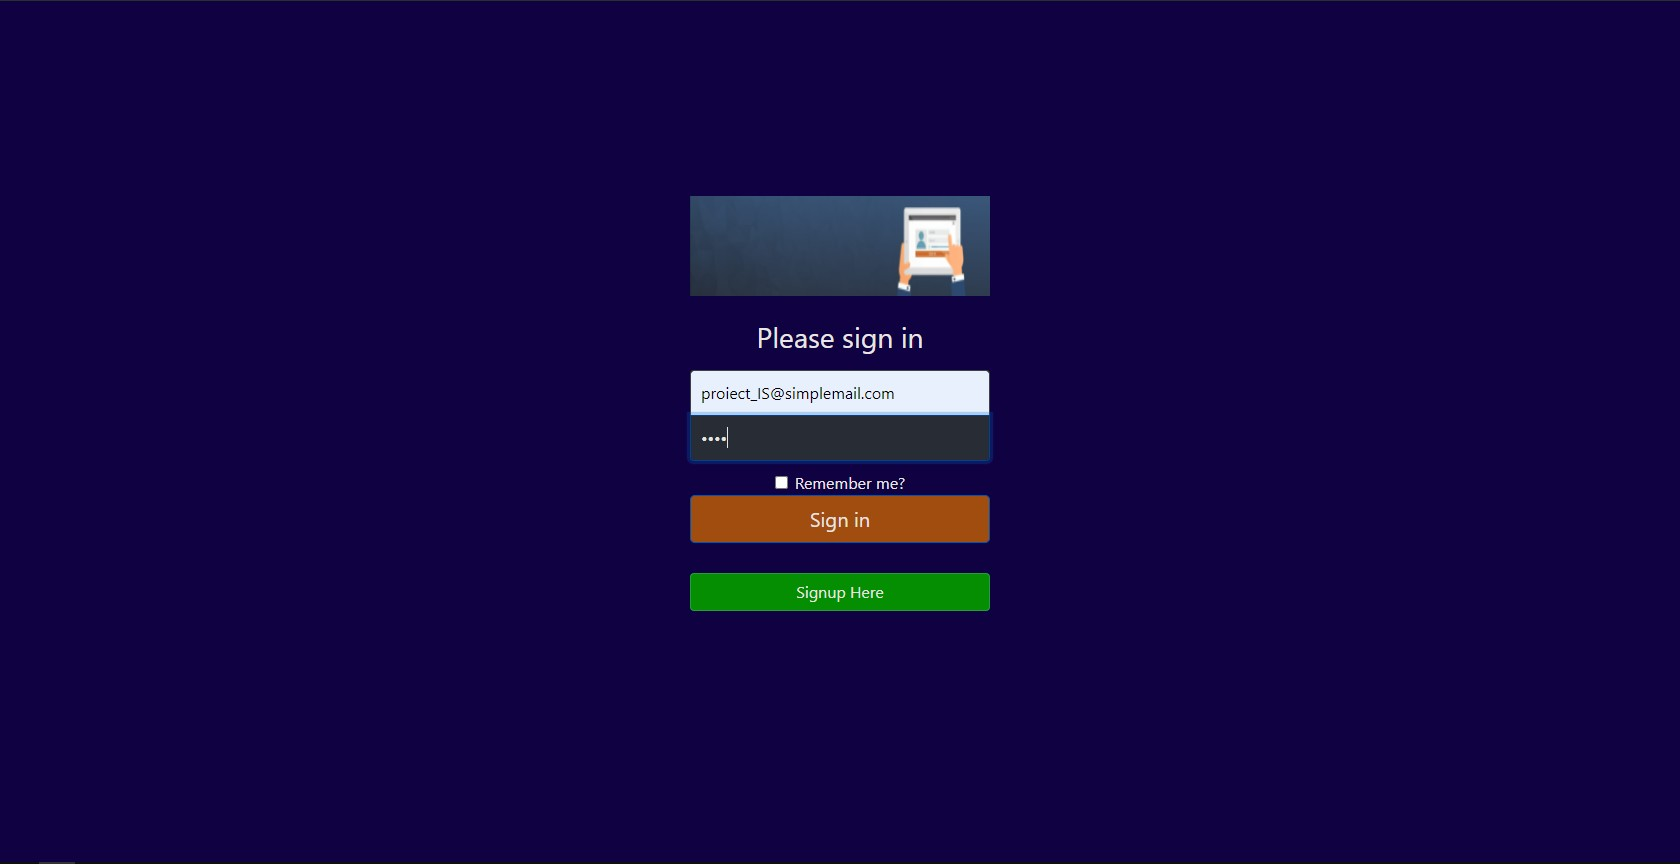 Please sign in
proiect_IS@simplemail.com
••••
Remember me?
Sign in
Signup Here